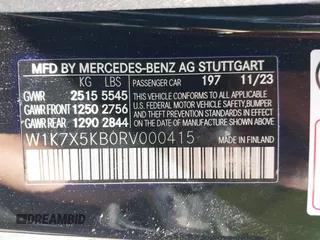 MFD BY MERCEDES-BENZ AG STUTTGART
KG LBS
GVWR 2515 5545
GAWR FRONT 1250 2756
GAWR REAR 1290 2844
PASSENGER CAR 197 11/23
THIS VEHICLE CONFORMS TO ALL APPLICABLE
U.S. FEDERAL MOTOR VEHICLE SAFETY,
BUMPER, AND THEFT PREVENTION STANDARDS
IN EFFECT ON THE DATE OF
MANUFACTURE SHOWN ABOVE.
W1K7X5KB0RV000415
MADE IN FINLAND
DREAMBID